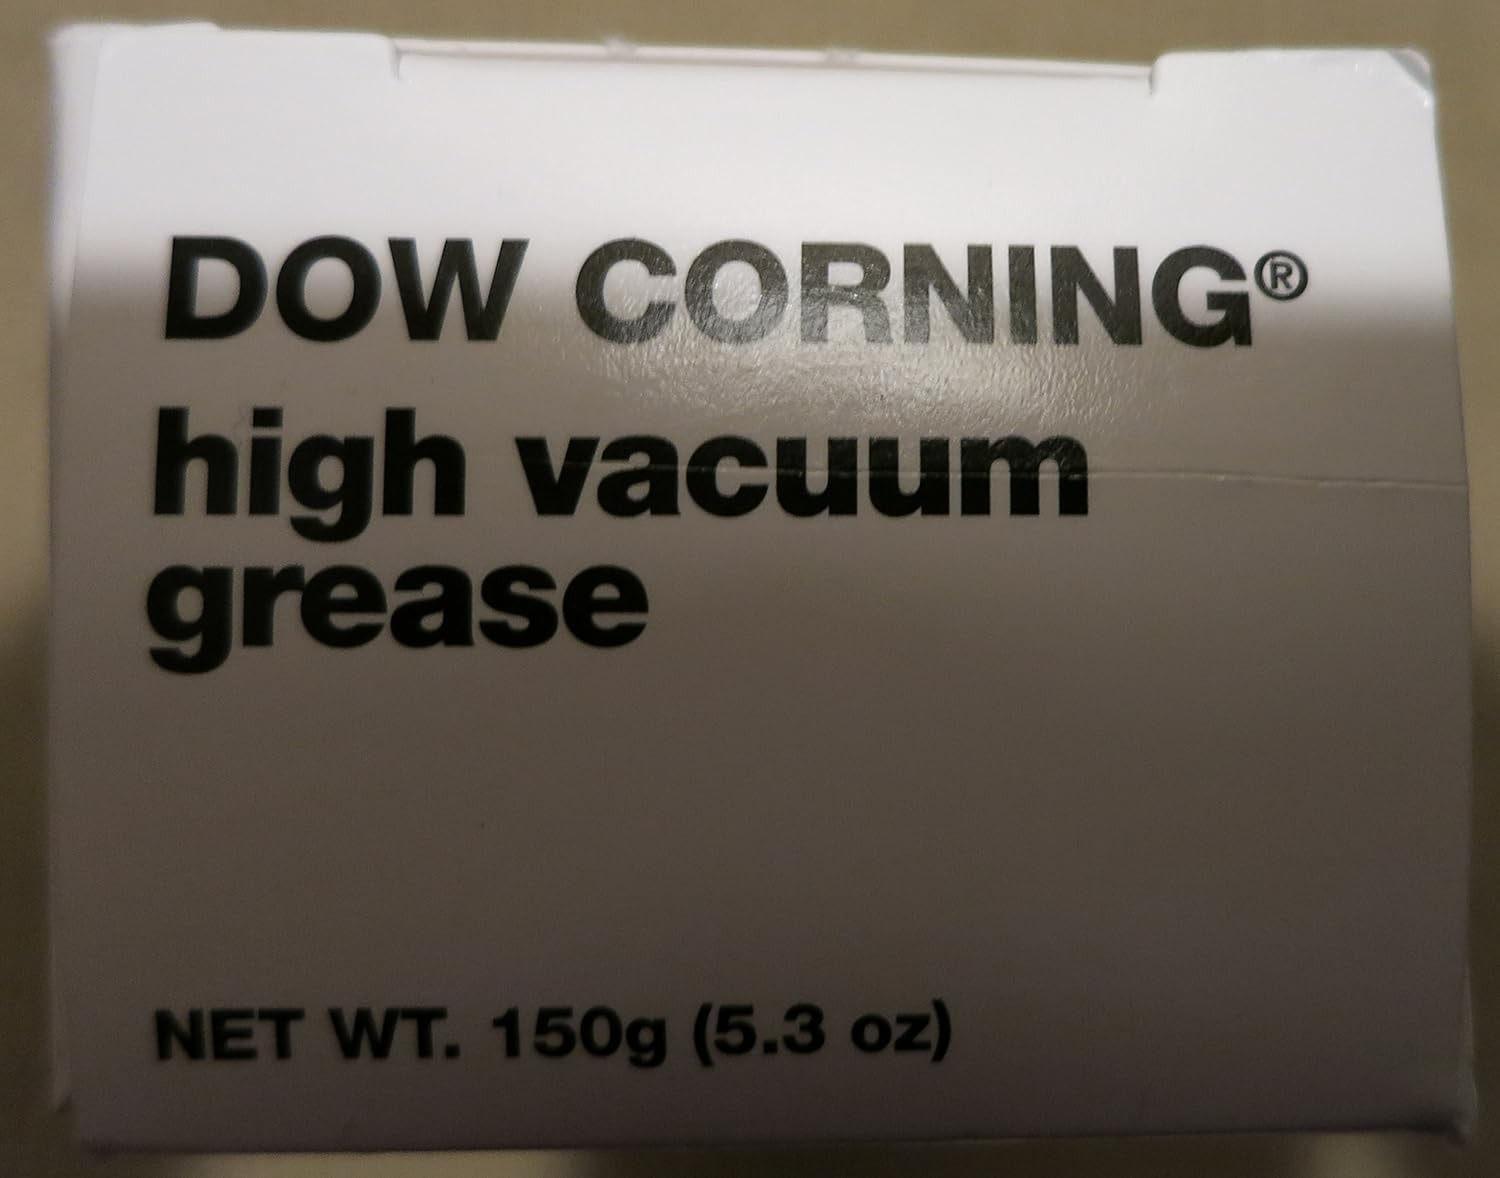 DOW CORNING®
high vacuum
grease
NET WT. 150g (5.3 oz)